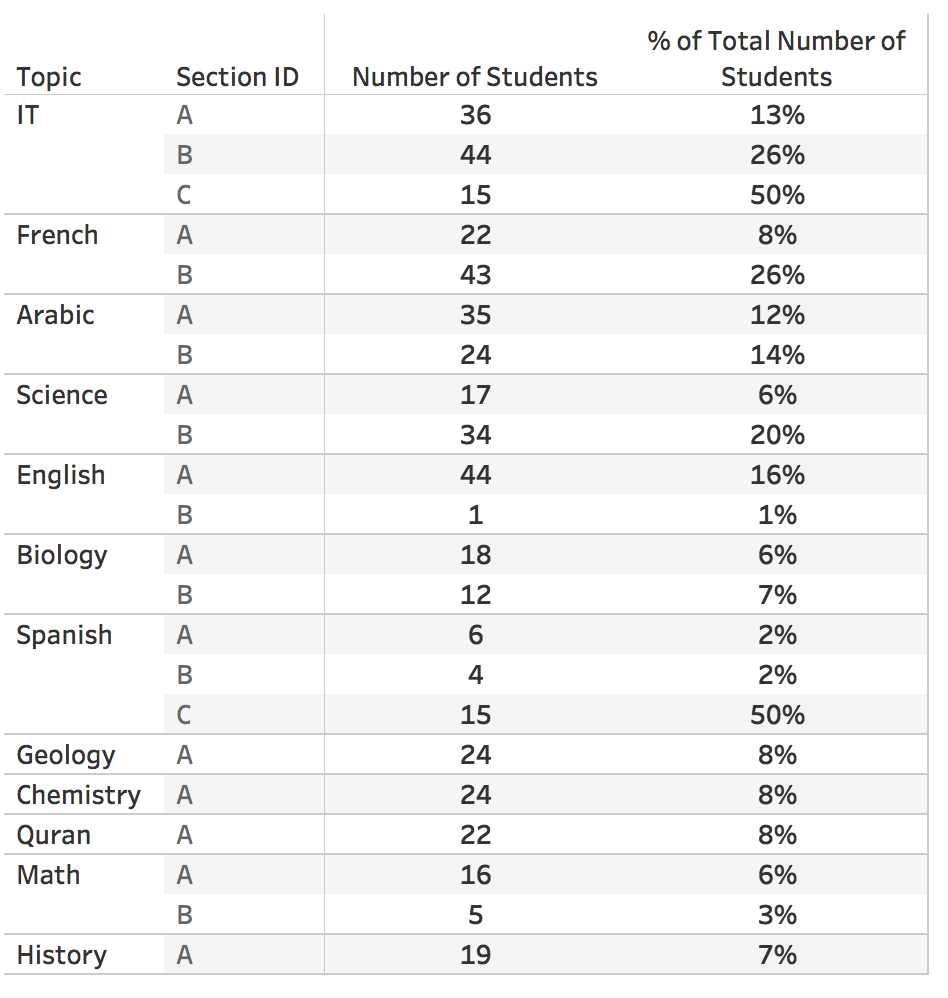 % of Total Number of
Topic Section ID Number of Students Students
IT A 36 13%
B 44 26%
C 15 50%
French A 22 8%
B 43 26%
Arabic A 35 12%
B 24 14%
Science A 17 6%
B 34 20%
English A 44 16%
B 1 1%
Biology A 18 6%
B 12 7%
Spanish A 6 2%
B 4 2%
C 15 50%
Geology A 24 8%
Chemistry A 24 8%
Quran A 22 8%
Math A 16 6%
B 5 3%
History A 19 7%